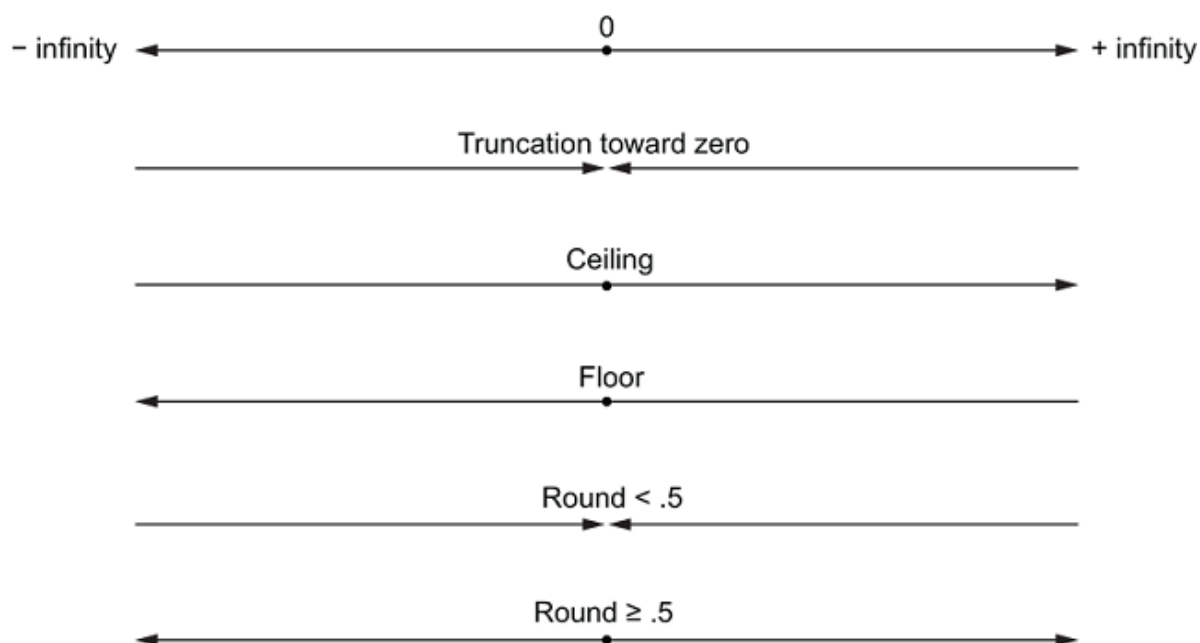 0
− infinity + infinity
Truncation toward zero
Ceiling
Floor
Round < .5
Round ≥ .5